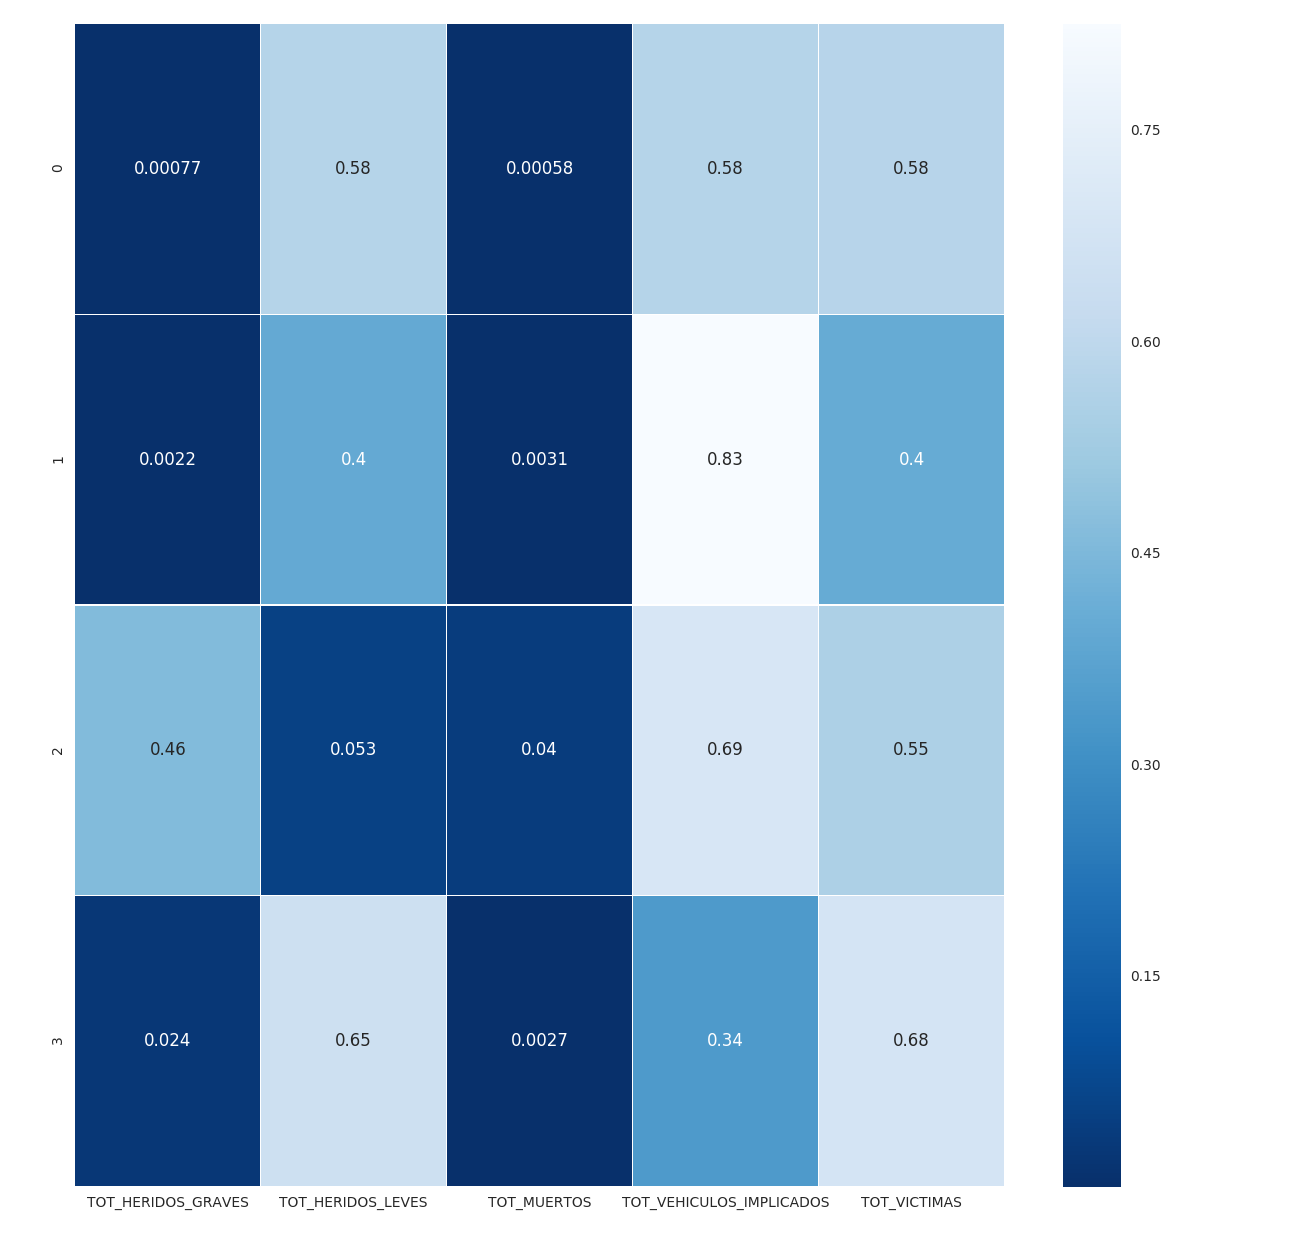 0.75
0 0.00077 0.58 0.00058 0.58 0.58
0.60
1 0.0022 0.4 0.0031 0.83 0.4
0.45
2 0.46 0.053 0.04 0.69 0.55
0.30
0.15
3 0.024 0.65 0.0027 0.34 0.68
TOT_HERIDOS_GRAVES TOT_HERIDOS_LEVES TOT_MUERTOS TOT_VEHICULOS_IMPLICADOS TOT_VICTIMAS